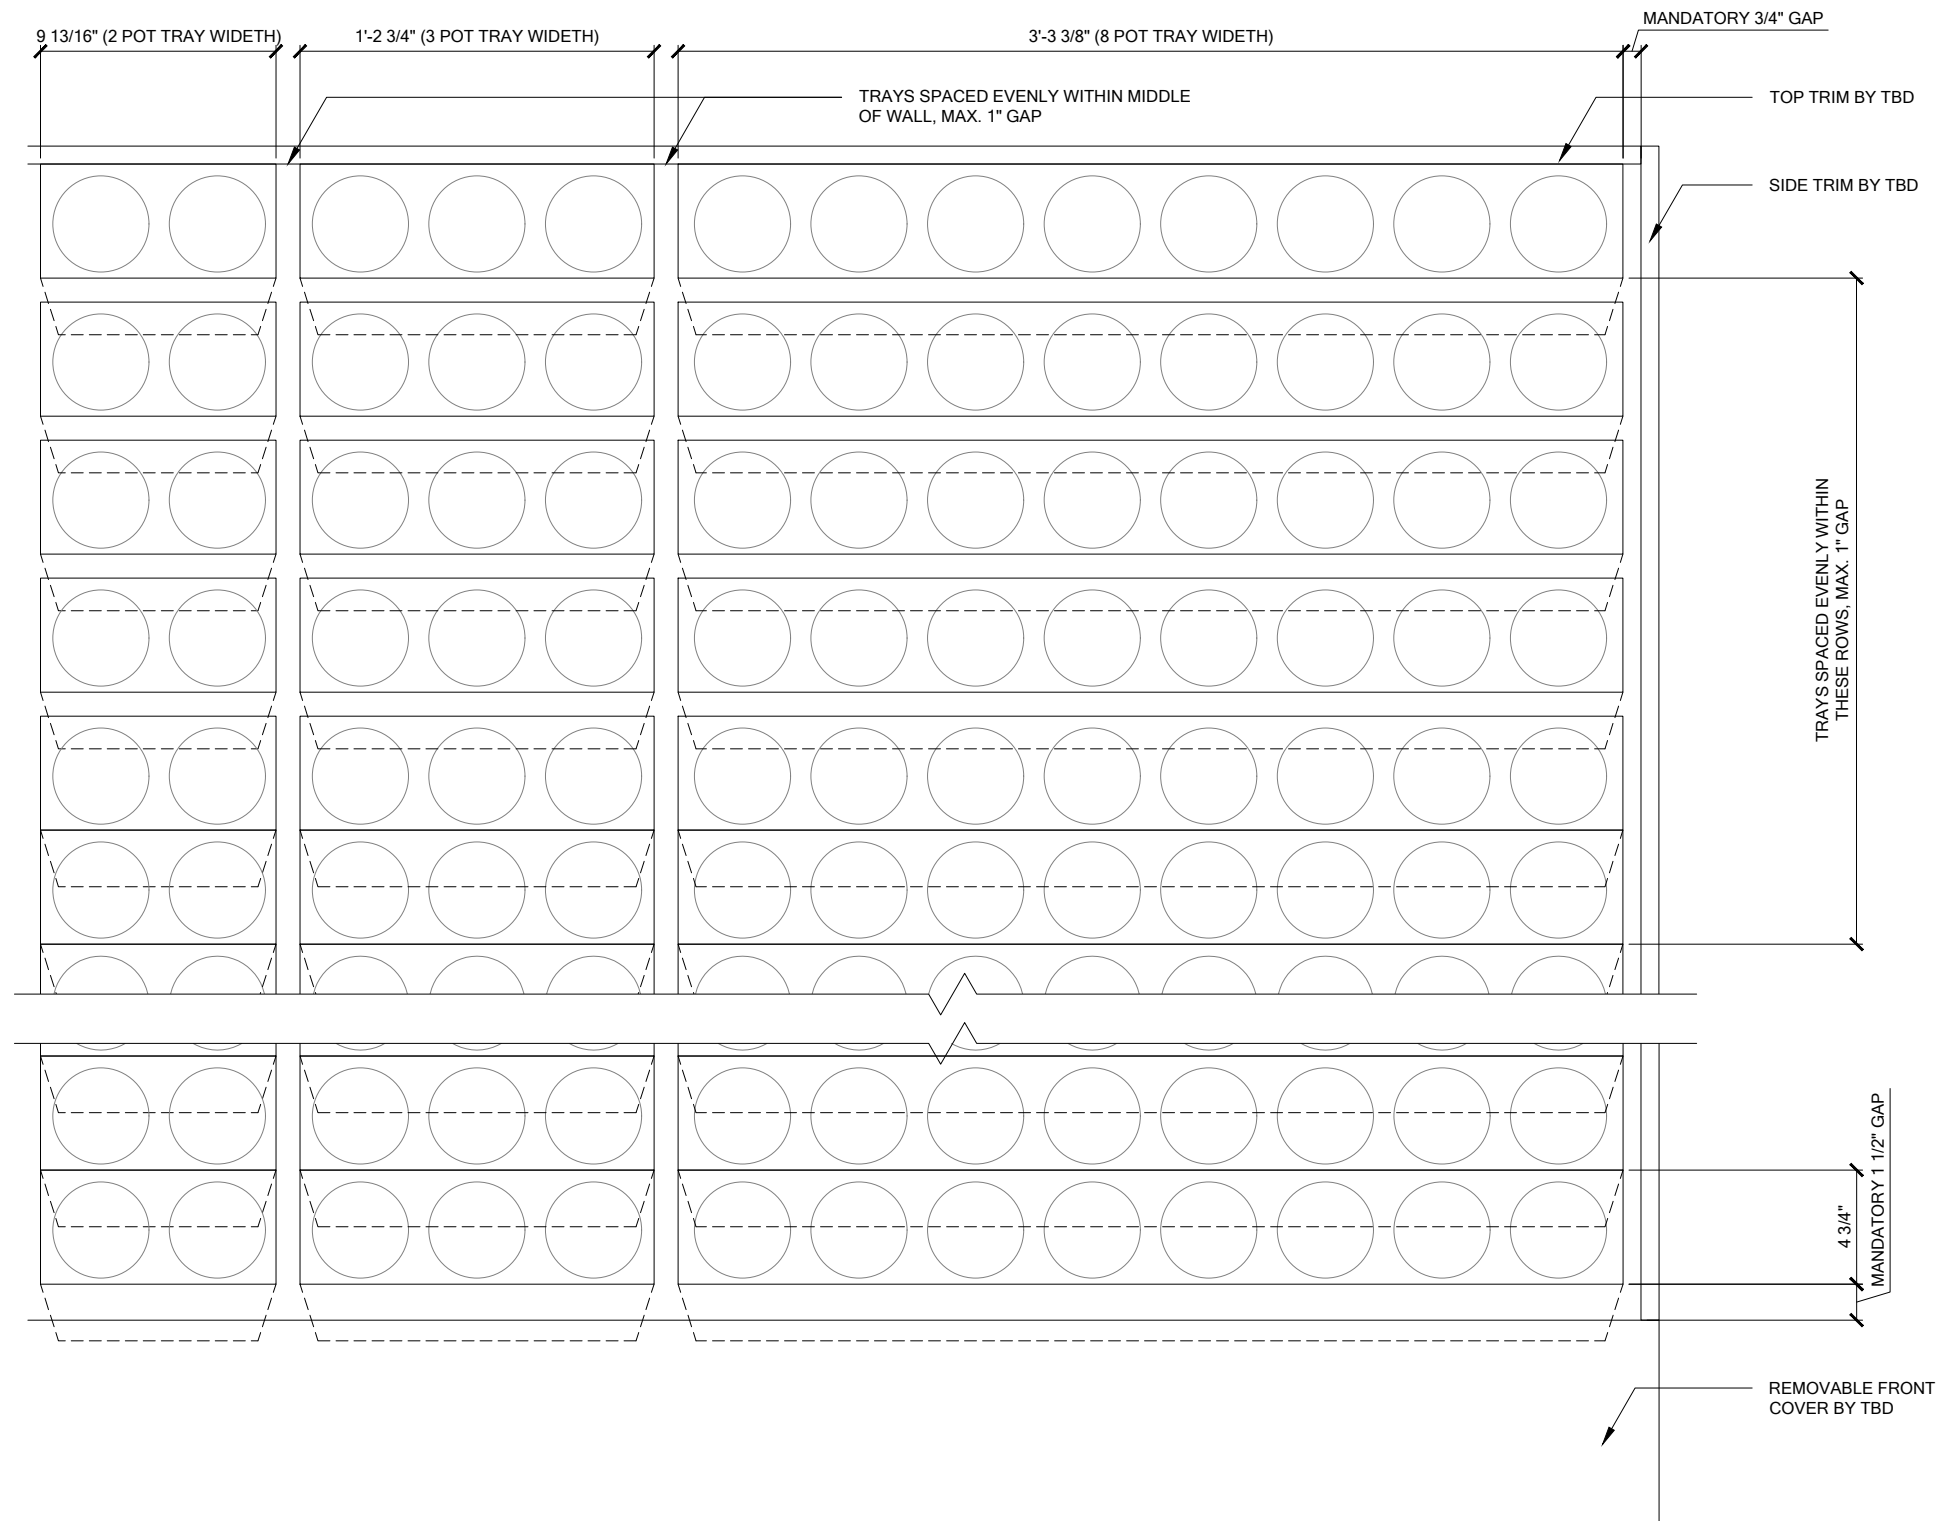 MANDATORY 3/4" GAP
9 13/16" (2 POT TRAY WIDETH)
1'-2 3/4" (3 POT TRAY WIDETH)
3'-3 3/8" (8 POT TRAY WIDETH)
TRAYS SPACED EVENLY WITHIN MIDDLE
OF WALL, MAX. 1" GAP
TOP TRIM BY TBD
SIDE TRIM BY TBD
TRAYS SPACED EVENLY WITHIN
THESE ROWS, MAX. 1" GAP
4 3/4"
MANDATORY 1 1/2" GAP
REMOVABLE FRONT
COVER BY TBD